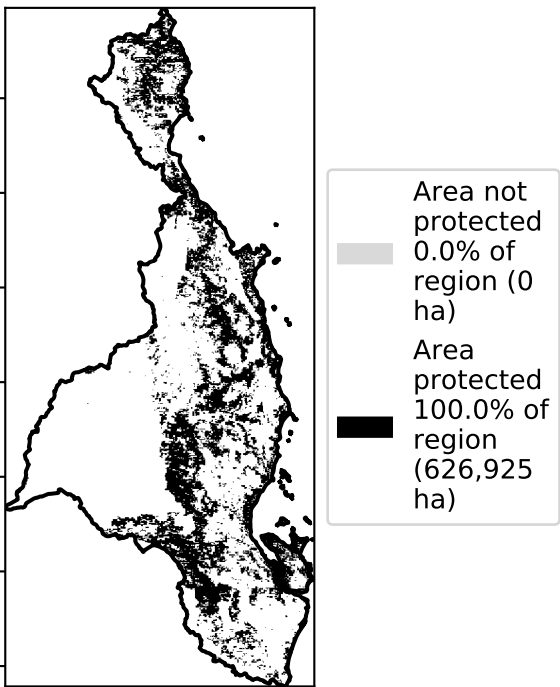 Area not
protected
0.0% of
region (0
ha)
Area
protected
100.0% of
region
(626,925
ha)